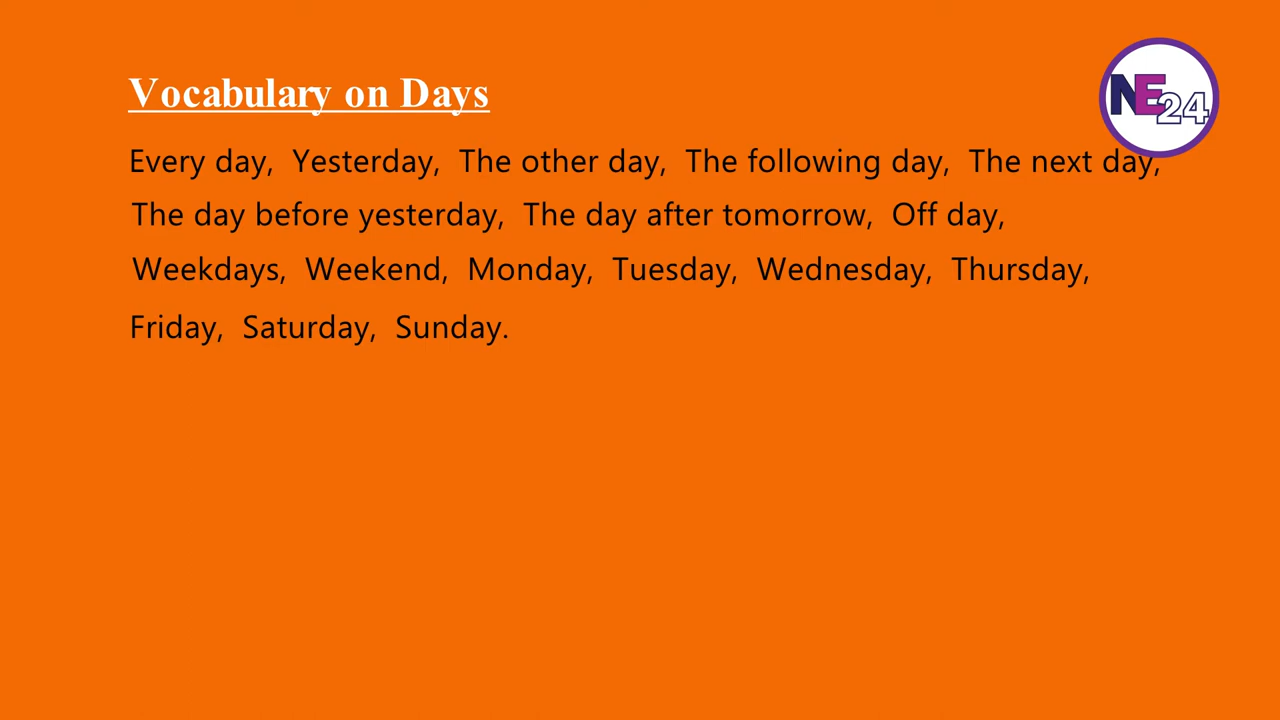 Vocabulary on Days
NE24
Every day, Yesterday, The other day, The following day, The next day,
The day before yesterday, The day after tomorrow, Off day,
Weekdays, Weekend, Monday, Tuesday, Wednesday, Thursday,
Friday, Saturday, Sunday.